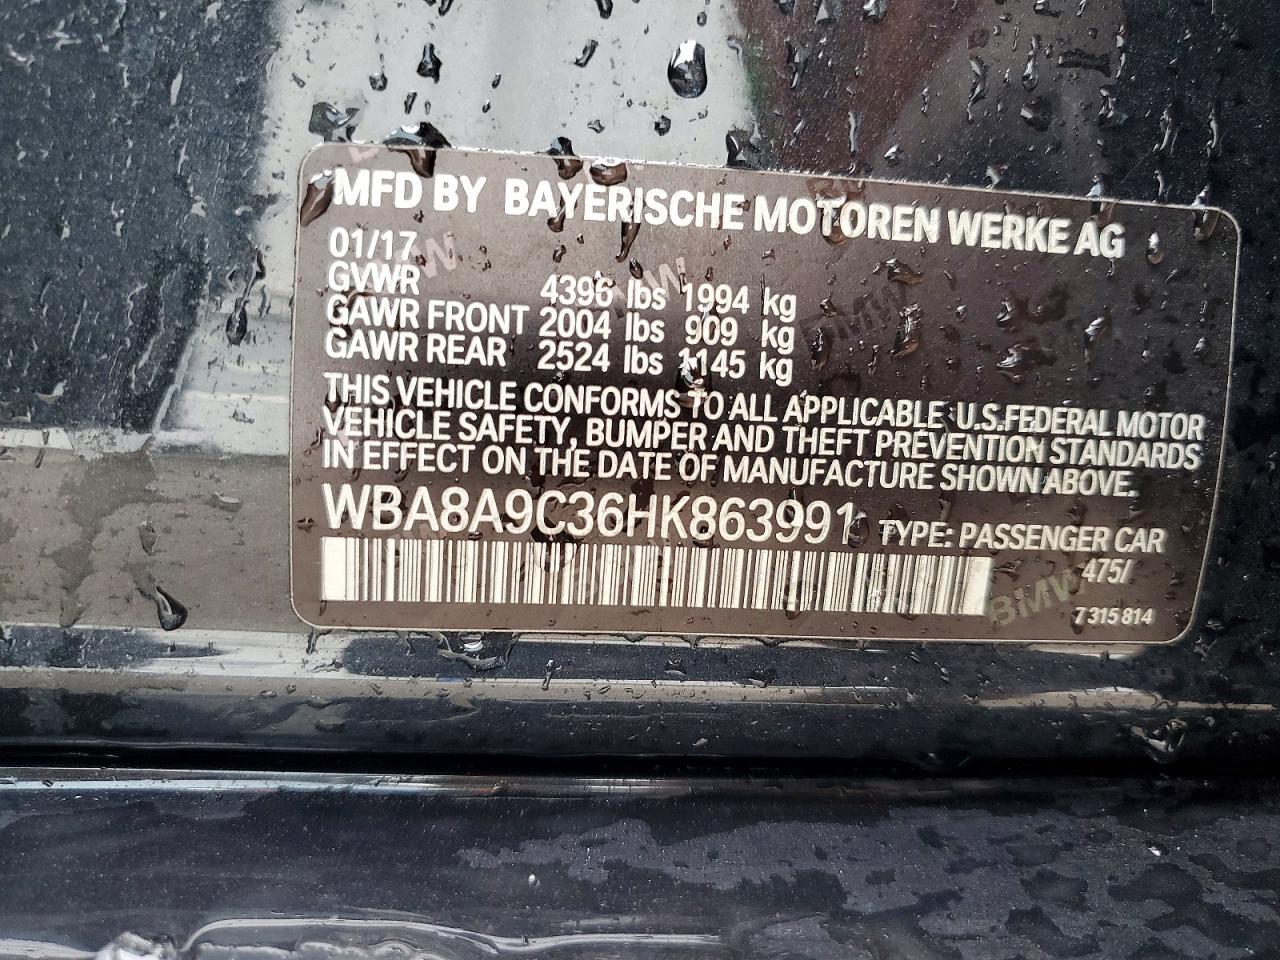 MFD BY BAYERISCHE MOTOREN WERKE AG
01/17
GVWR 4396 lbs 1994 kg
GAWR FRONT 2004 lbs 909 kg
GAWR REAR 2524 lbs 1145 kg
THIS VEHICLE CONFORMS TO ALL APPLICABLE U.S.FEDERAL MOTOR
VEHICLE SAFETY, BUMPER AND THEFT PREVENTION STANDARDS
IN EFFECT ON THE DATE OF MANUFACTURE SHOWN ABOVE.
WBA8A9C36HK863991 TYPE: PASSENGER CAR
475/
BMW
7 315 814